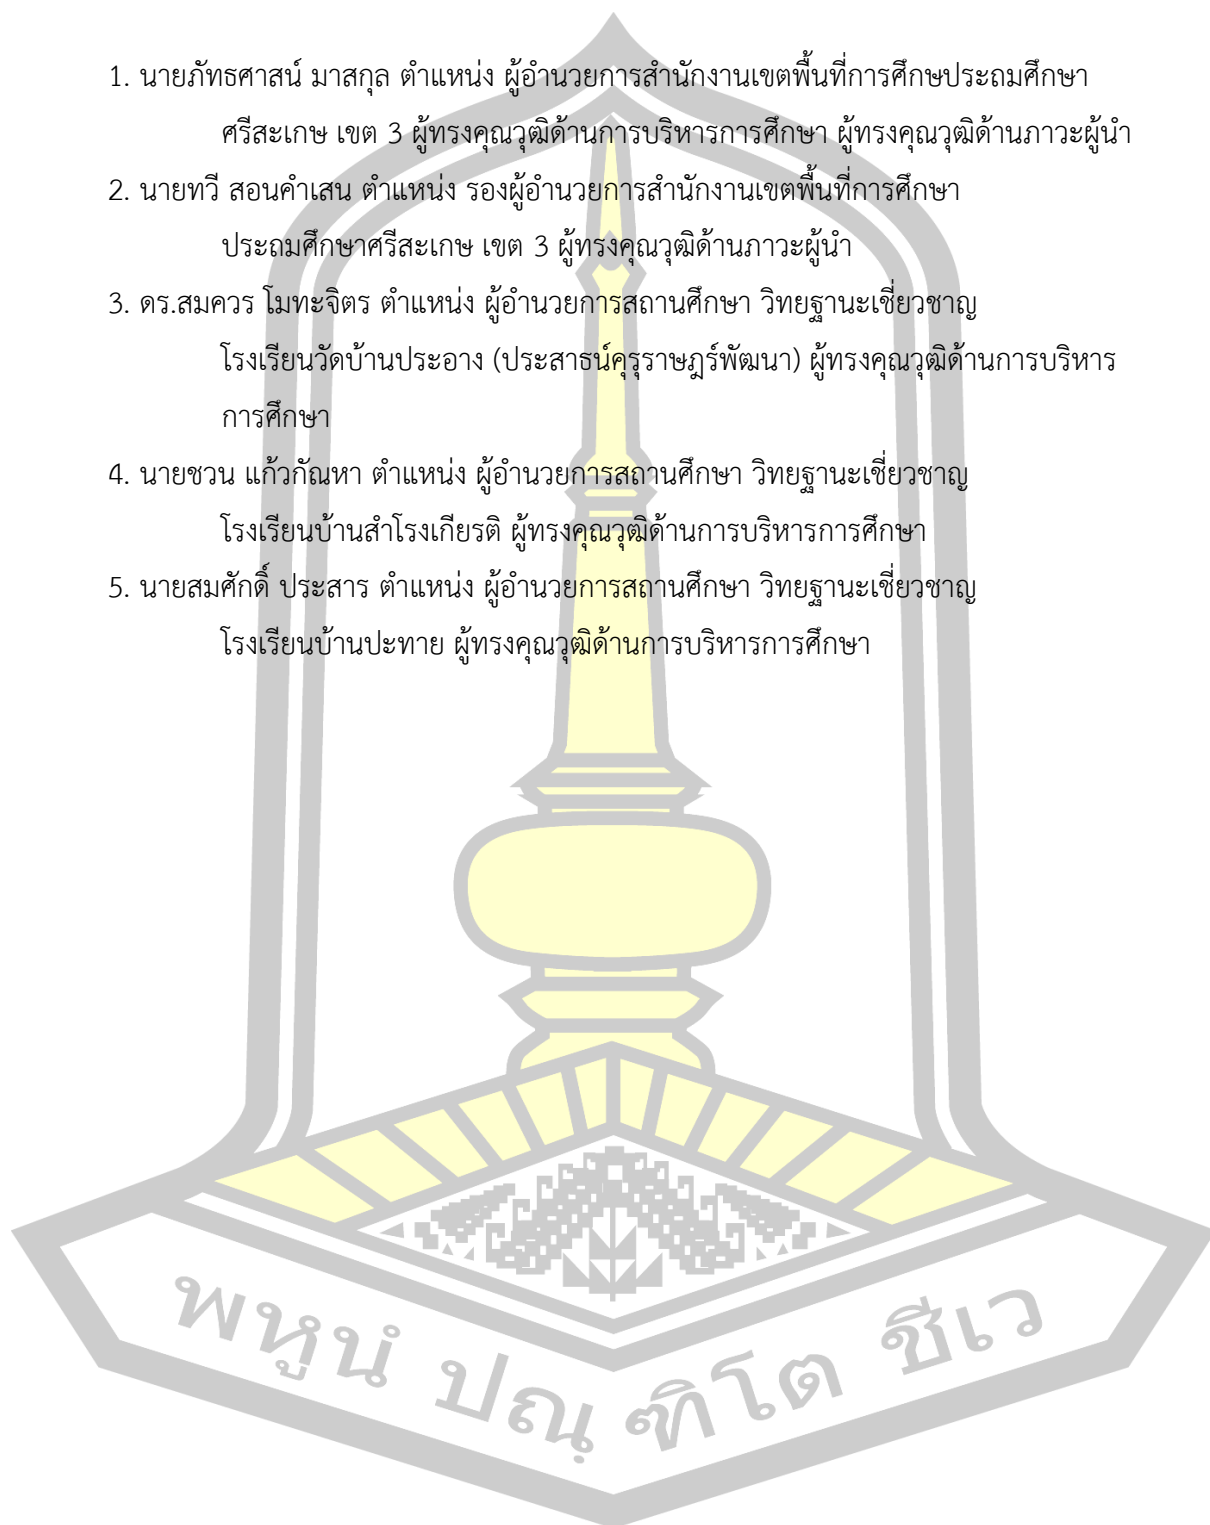 1. นายภัทธศาสน์ มาสกุล ตำแหน่ง ผู้อำนวยการสำนักงานเขตพื้นที่การศึกษประถมศึกษา
ศรีสะเกษ เขต 3 ผู้ทรงคุณวุฒิด้านการบริหารการศึกษา ผู้ทรงคุณวุฒิด้านภาวะผู้นำ
2. นายทวี สอนคำเสน ตำแหน่ง รองผู้อำนวยการสำนักงานเขตพื้นที่การศึกษา
ประถมศึกษาศรีสะเกษ เขต 3 ผู้ทรงคุณวุฒิด้านภาวะผู้นำ
3. ดร.สมควร โมทะจิตร ตำแหน่ง ผู้อำนวยการสถานศึกษา วิทยฐานะเชี่ยวชาญ
โรงเรียนวัดบ้านประอาง (ประสาธน์คุรุราษฎร์พัฒนา) ผู้ทรงคุณวุฒิด้านการบริหาร
การศึกษา
4. นายชวน แก้วกัณหา ตำแหน่ง ผู้อำนวยการสถานศึกษา วิทยฐานะเชี่ยวชาญ
โรงเรียนบ้านสำโรงเกียรติ ผู้ทรงคุณวุฒิด้านการบริหารการศึกษา
5. นายสมศักดิ์ ประสาร ตำแหน่ง ผู้อำนวยการสถานศึกษา วิทยฐานะเชี่ยวชาญ
โรงเรียนบ้านปะทาย ผู้ทรงคุณวุฒิด้านการบริหารการศึกษา
พหูนํ ปณฺ ฑิโต ชีเว